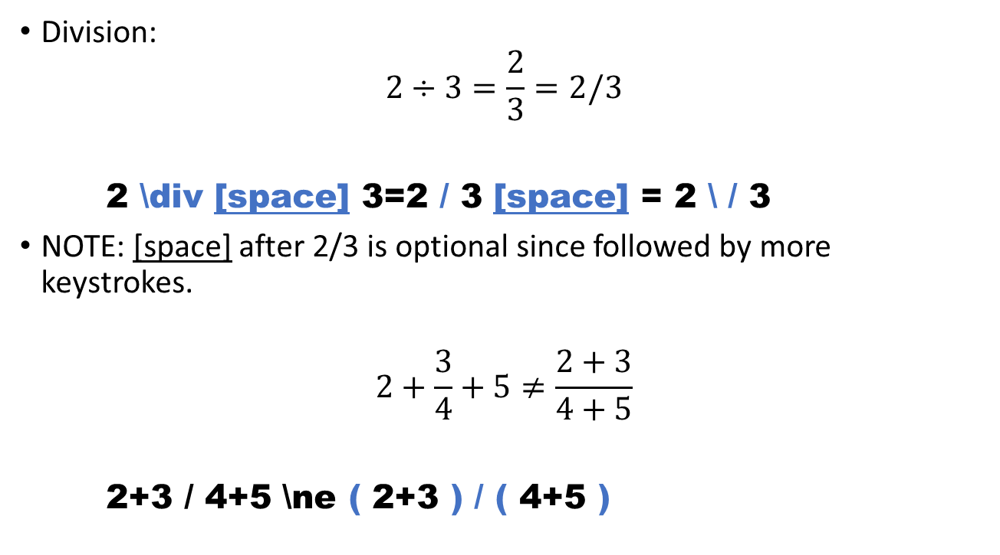 • Division:
2 ÷ 3 = \frac{2}{3} = 2/3
2 \div [space] 3=2 / 3 [space] = 2 \ / 3
• NOTE: [space] after 2/3 is optional since followed by more
keystrokes.
2 + \frac{3}{4} + 5 ≠ \frac{2 + 3}{4 + 5}
2+3 / 4+5 \ne ( 2+3 ) / ( 4+5 )